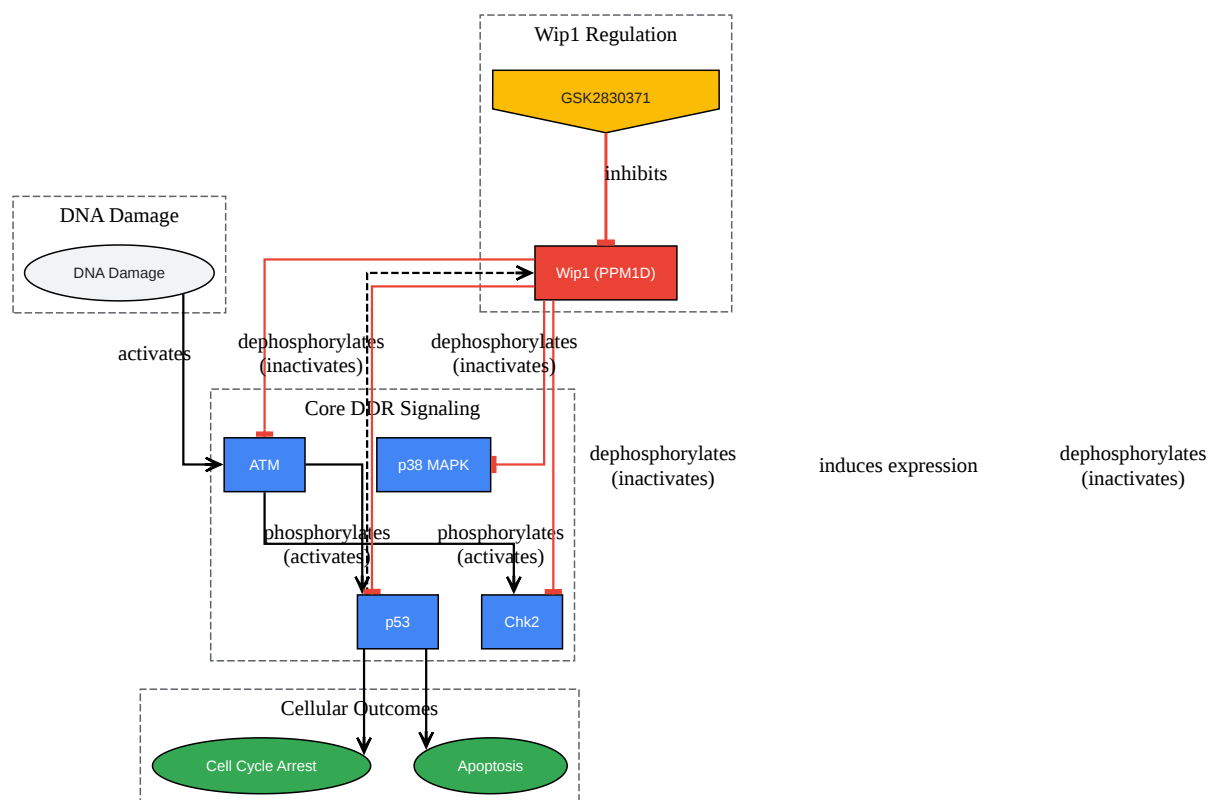 Wip1 Regulation
GSK2830371
inhibits
DNA Damage
DNA Damage
Wip1 (PPM1D)
activates
dephosphorylates
(inactivates)
dephosphorylates
(inactivates)
Core DDR Signaling
ATM
p38 MAPK
dephosphorylates
(inactivates)
induces expression
dephosphorylates
(inactivates)
phosphorylates
(activates)
phosphorylates
(activates)
p53
Chk2
Cellular Outcomes
Cell Cycle Arrest
Apoptosis